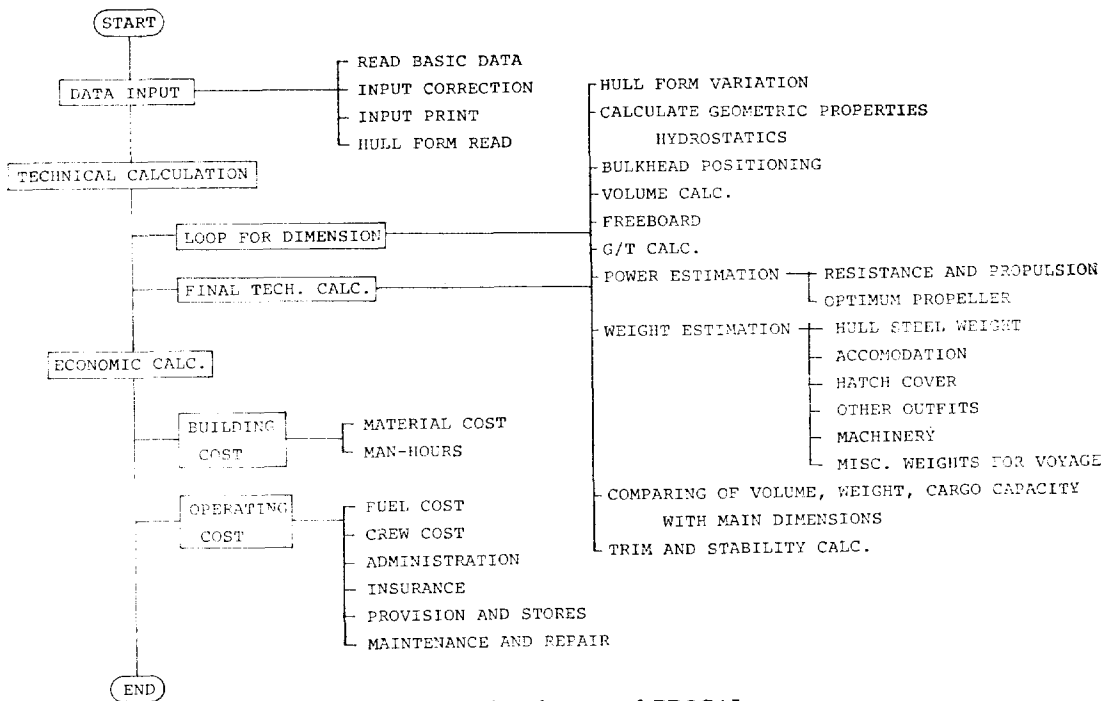 START
DATA INPUT
READ BASIC DATA
INPUT CORRECTION
INPUT PRINT
HULL FORM READ
TECHNICAL CALCULATION
LOOP FOR DIMENSION
FINAL TECH. CALC.
HULL FORM VARIATION
CALCULATE GEOMETRIC PROPERTIES
HYDROSTATICS
BULKHEAD POSITIONING
VOLUME CALC.
FREEBOARD
G/T CALC.
POWER ESTIMATION
RESISTANCE AND PROPULSION
OPTIMUM PROPELLER
WEIGHT ESTIMATION
HULL STEEL WEIGHT
ACCOMODATION
HATCH COVER
OTHER OUTFITS
MACHINERY
MISC. WEIGHTS FOR VOYAGE
COMPARING OF VOLUME, WEIGHT, CARGO CAPACITY
WITH MAIN DIMENSIONS
TRIM AND STABILITY CALC.
ECONOMIC CALC.
BUILDING
COST
MATERIAL COST
MAN-HOURS
OPERATING
COST
FUEL COST
CREW COST
ADMINISTRATION
INSURANCE
PROVISION AND STORES
MAINTENANCE AND REPAIR
END